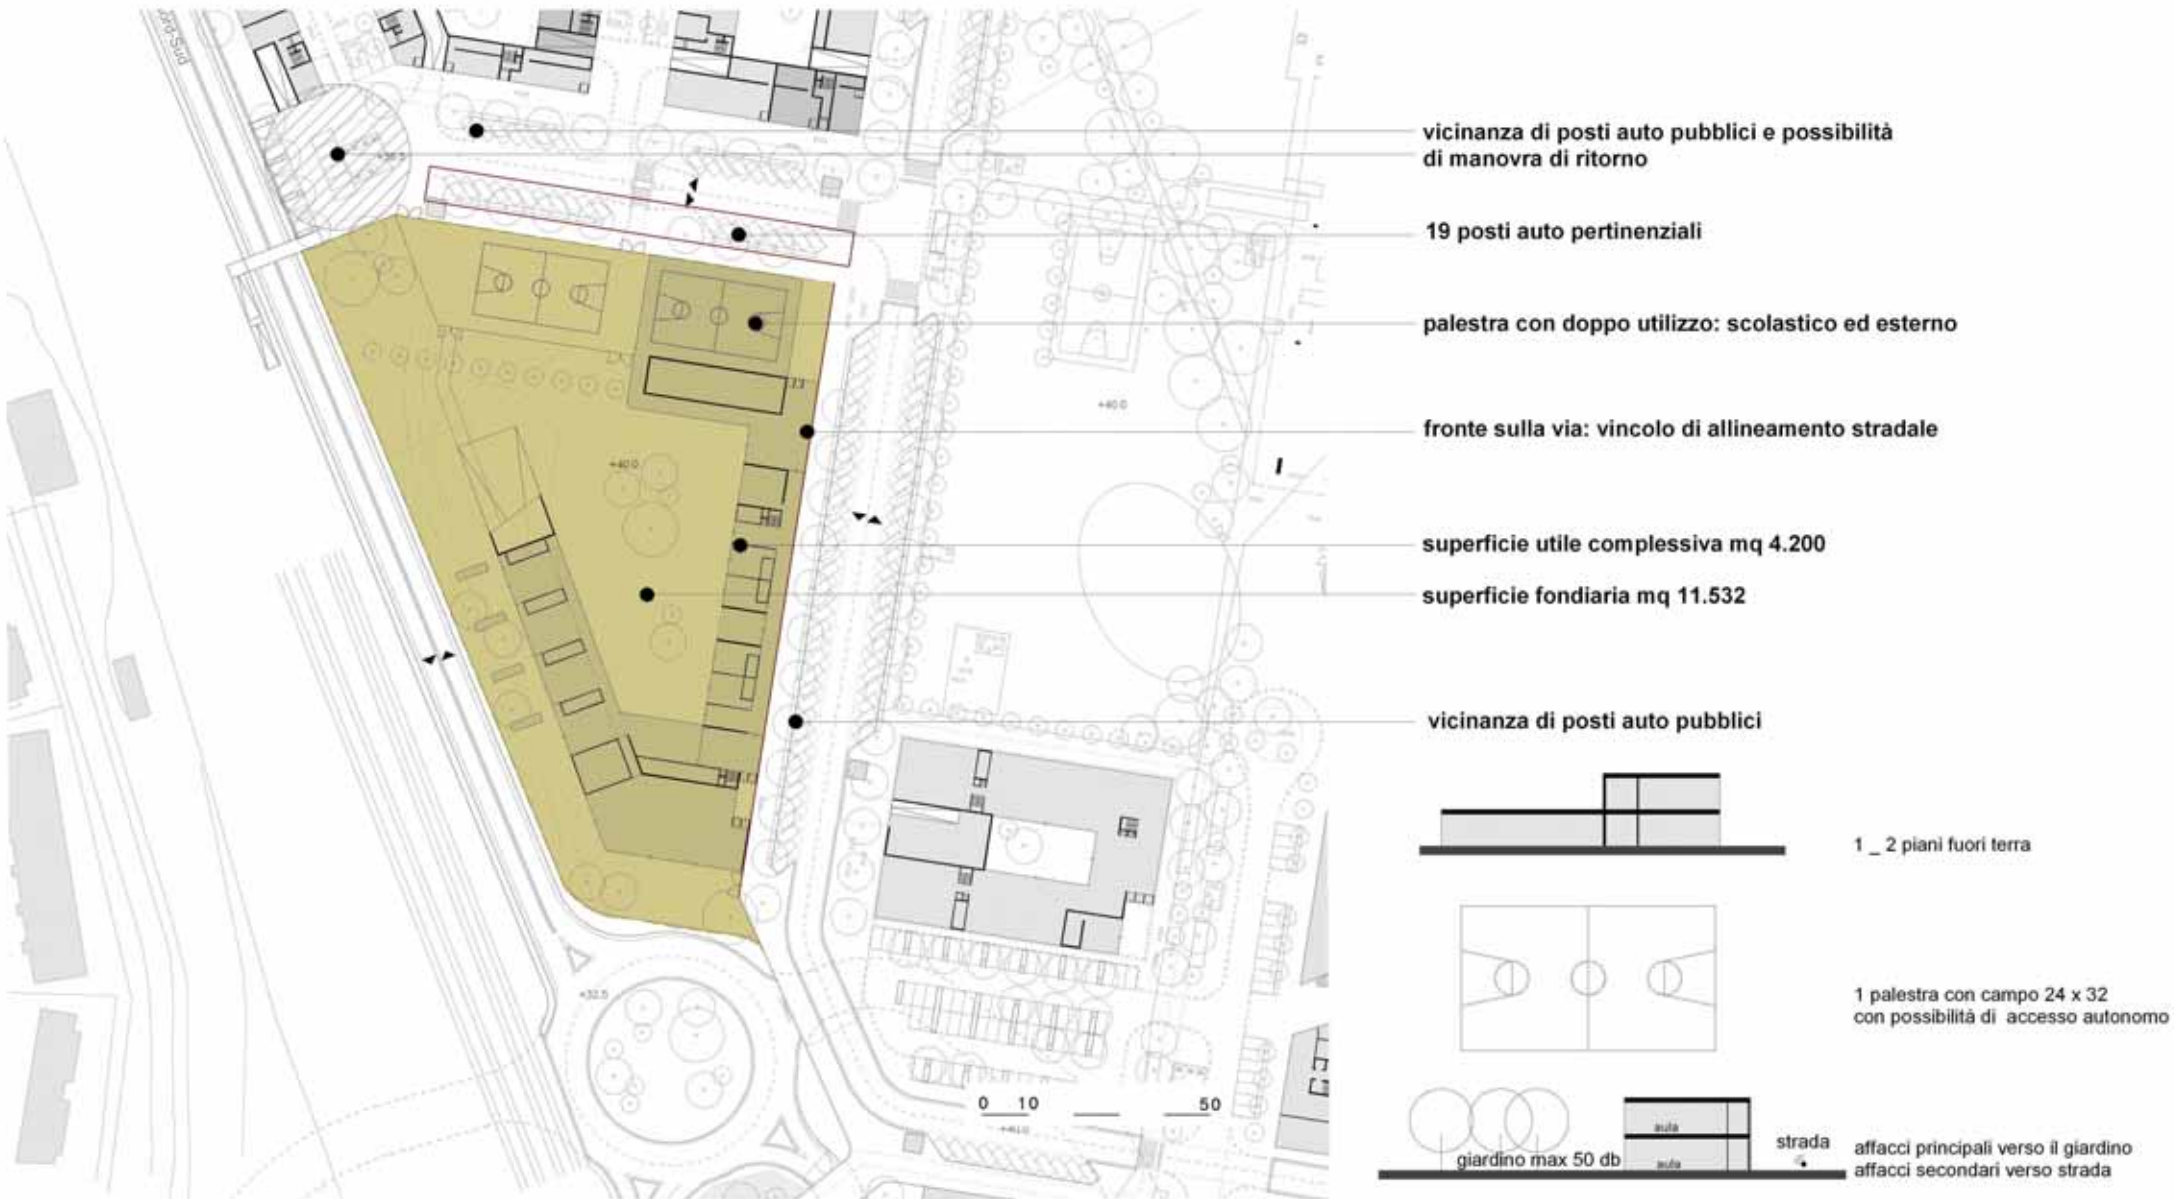 vicinanza di posti auto pubblici e possibilità
di manovra di ritorno
19 posti auto pertinenziali
palestra con doppo utilizzo: scolastico ed esterno
fronte sulla via: vincolo di allineamento stradale
superficie utile complessiva mq 4.200
superficie fondiaria mq 11.532
vicinanza di posti auto pubblici
+40.0
+40.0
+32.5
0 10 50
1 _ 2 piani fuori terra
1 palestra con campo 24 x 32
con possibilità di accesso autonomo
aula
aula
giardino max 50 db
strada
affacci principali verso il giardino
affacci secondari verso strada